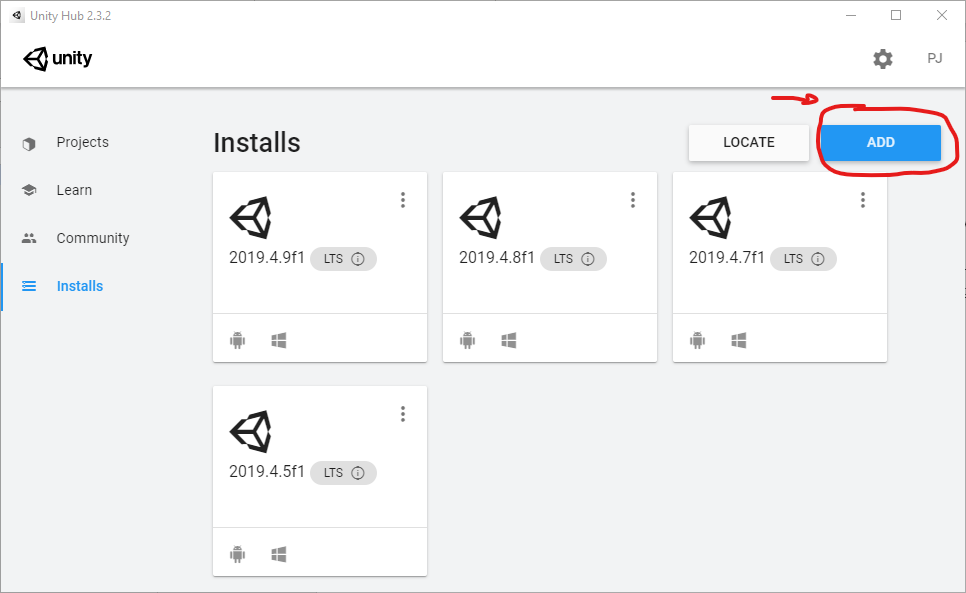 Unity Hub 2.3.2
unity
PJ
Projects
Learn
Community
Installs
Installs
LOCATE
ADD
2019.4.9f1 LTS
2019.4.8f1 LTS
2019.4.7f1 LTS
2019.4.5f1 LTS